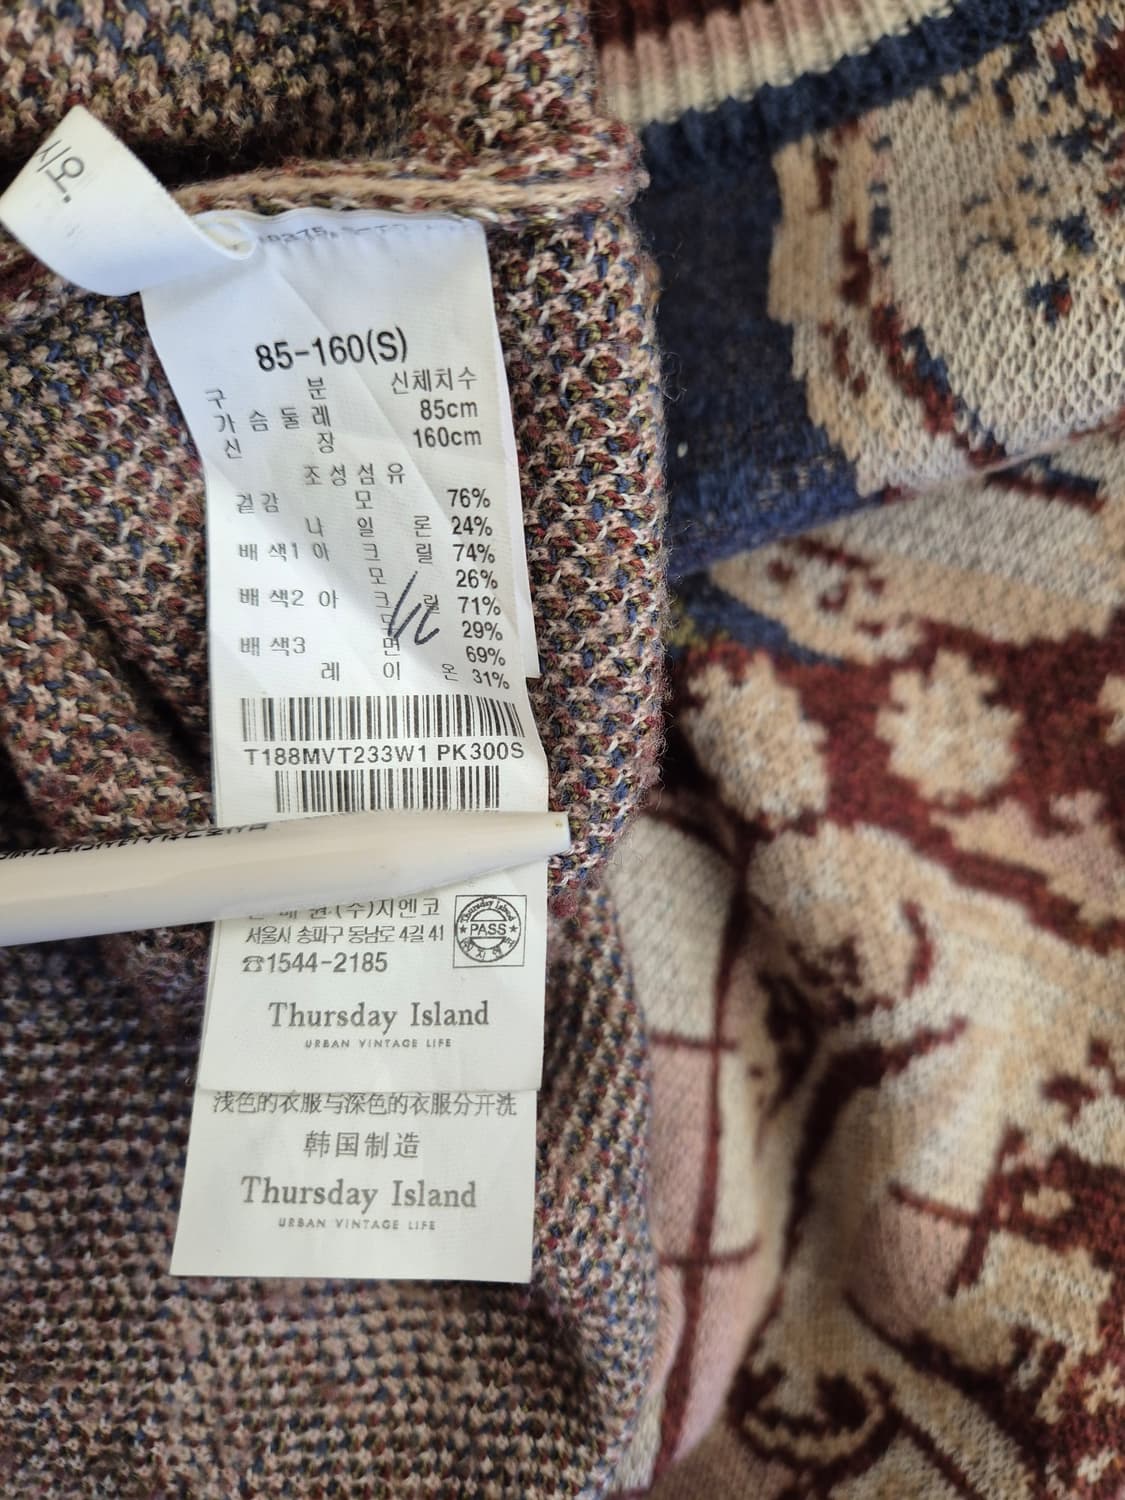 시오.
85-160(S)
구 분 신체치수
가슴둘레 85cm
신 장 160cm
조성섬유
겉감 모 76%
나 일 론 24%
배색1 아 크 릴 74%
모 26%
배색2 아 크 릴 71%
29%
배색3 면 69%
레 이 온 31%
T188MVT233W1 PK300S
(주)지엔코
서울시 송파구 동남로 4길 41
☎1544-2185
Thursday Island
PASS
Thursday Island
URBAN VINTAGE LIFE
浅色的衣服与深色的衣服分开洗
韩国制造
Thursday Island
URBAN VINTAGE LIFE